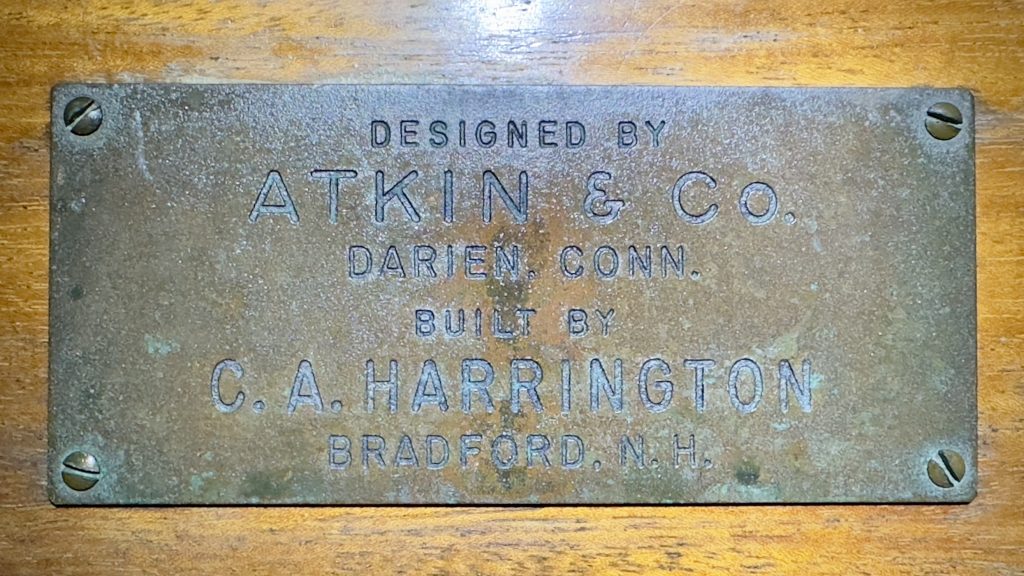 DESIGNED BY
ATKIN & Co.
DARIEN. CONN.
BUILT BY
C. A. HARRINGTON
BRADFORD. N. H.